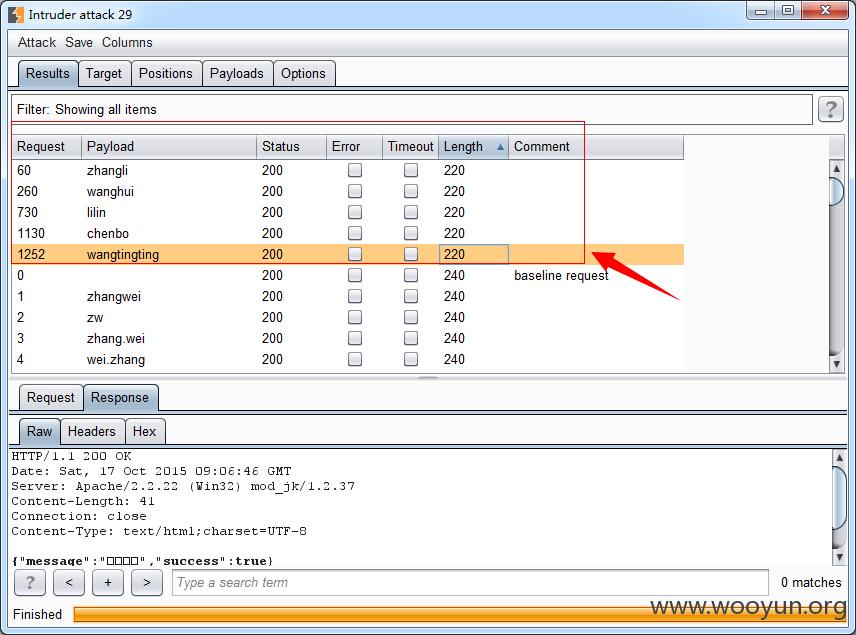 Intruder attack 29
Attack Save Columns
Results Target Positions Payloads Options
Filter: Showing all items ?
Request Payload Status Error Timeout Length Comment
60 zhangli 200 220
260 wanghui 200 220
730 lilin 200 220
1130 chenbo 200 220
1252 wangtingting 200 220
0 200 240 baseline request
1 zhangwei 200 240
2 zw 200 240
3 zhang.wei 200 240
4 wei.zhang 200 240
Request Response
Raw Headers Hex
HTTP/1.1 200 OK
Date: Sat, 17 Oct 2015 09:06:46 GMT
Server: Apache/2.2.22 (Win32) mod_jk/1.2.37
Content-Length: 41
Connection: close
Content-Type: text/html;charset=UTF-8
{"message":"□□□□","success":true}
? < + > Type a search term 0 matches
Finished
www.wooyun.org